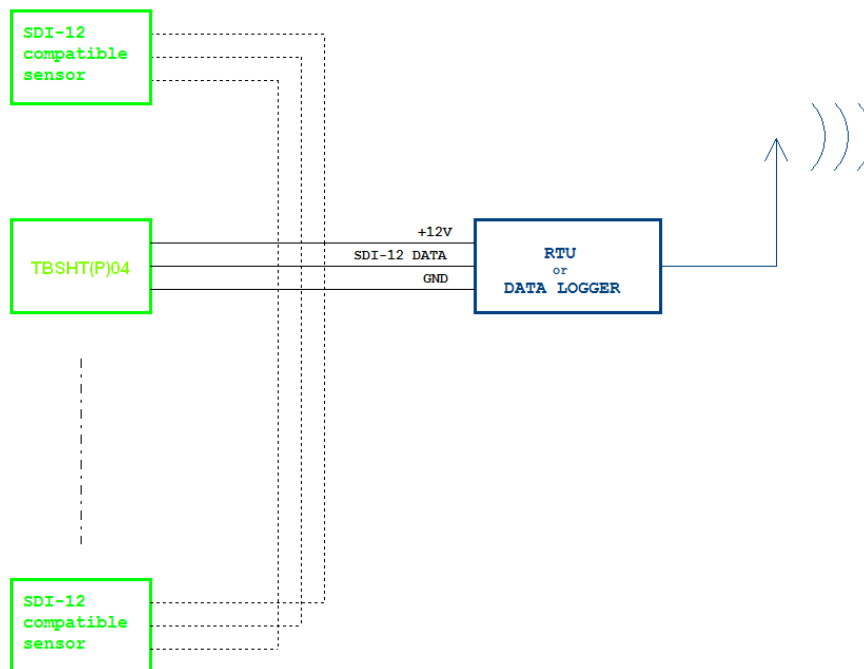 SDI-12
compatible
sensor
TBSHT(P)04
+12V
SDI-12 DATA
GND
RTU
or
DATA LOGGER
SDI-12
compatible
sensor